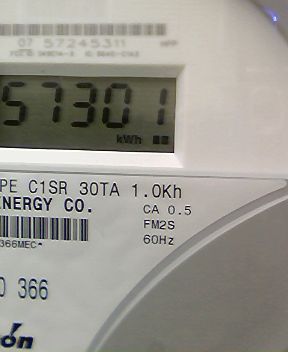 07 57245311
57301
kWh
PE C1SR 30TA 1.0Kh
ENERGY CO.
CA 0.5
FM2S
60Hz
366MEC*
0 366
ön